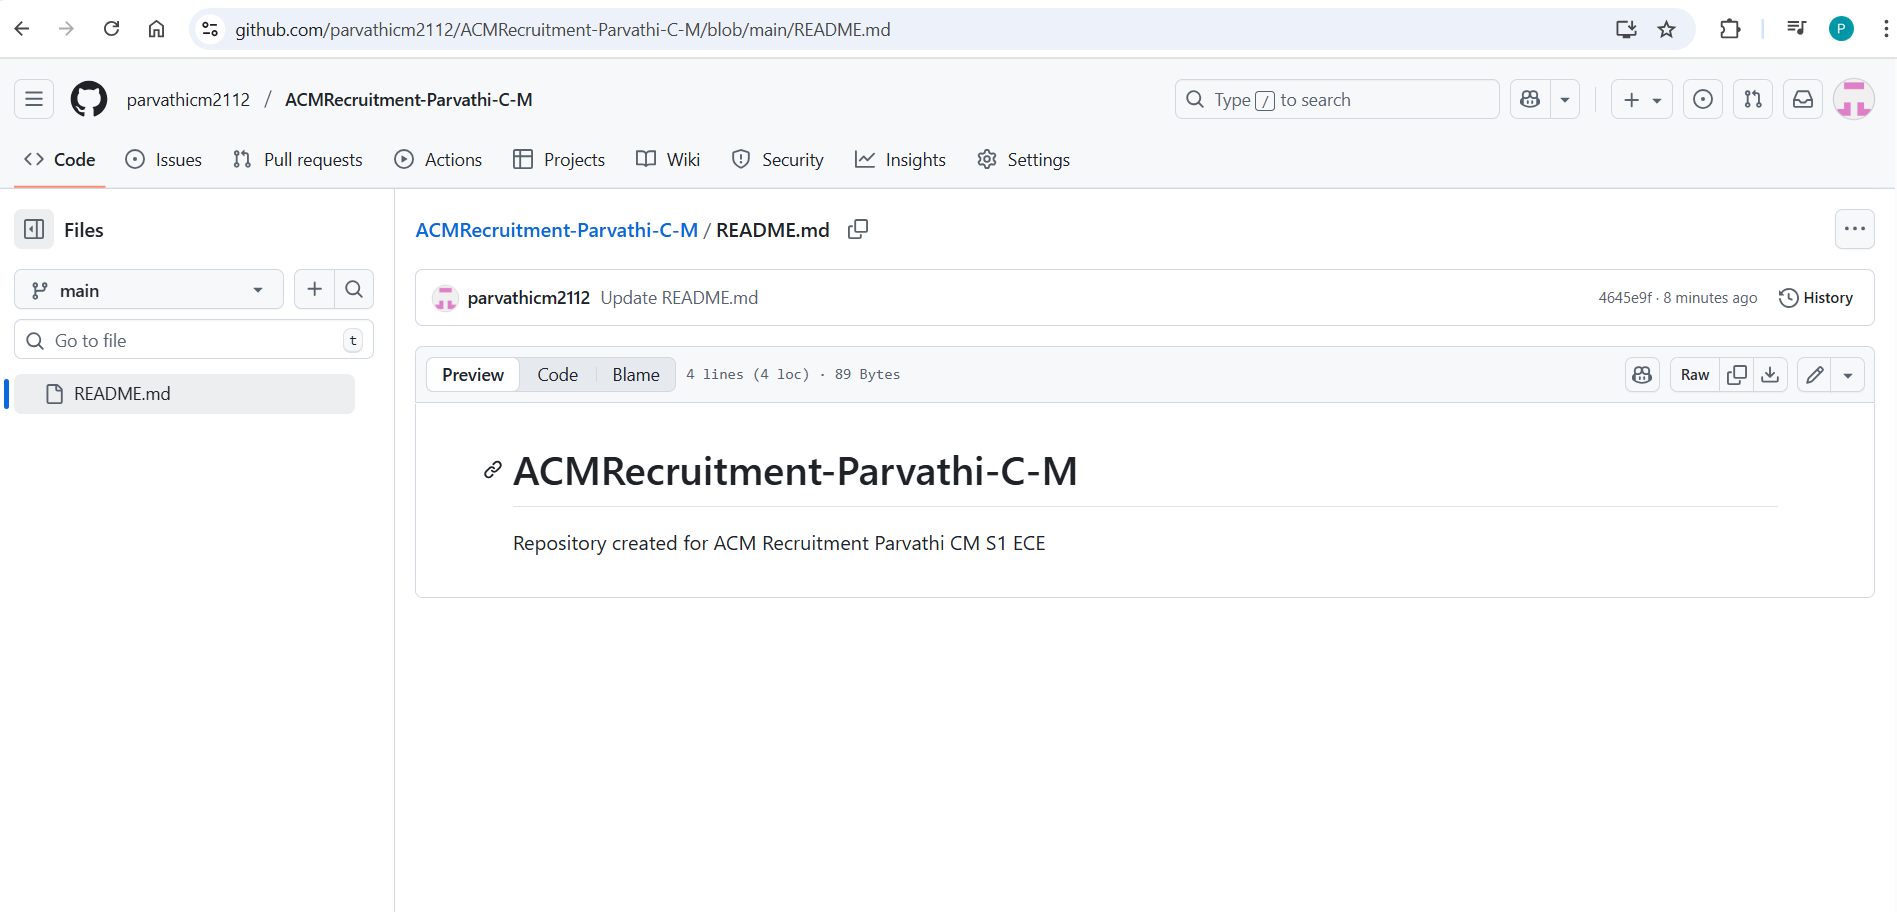 github.com/parvathicm2112/ACMRecruitment-Parvathi-C-M/blob/main/README.md
P
parvathicm2112 / ACMRecruitment-Parvathi-C-M
Type / to search
Code Issues Pull requests Actions Projects Wiki Security Insights Settings
Files
main
Go to file t
README.md
ACMRecruitment-Parvathi-C-M / README.md
parvathicm2112 Update README.md
4645e9f · 8 minutes ago History
Preview Code Blame 4 lines (4 loc) · 89 Bytes
Raw
ACMRecruitment-Parvathi-C-M
Repository created for ACM Recruitment Parvathi CM S1 ECE